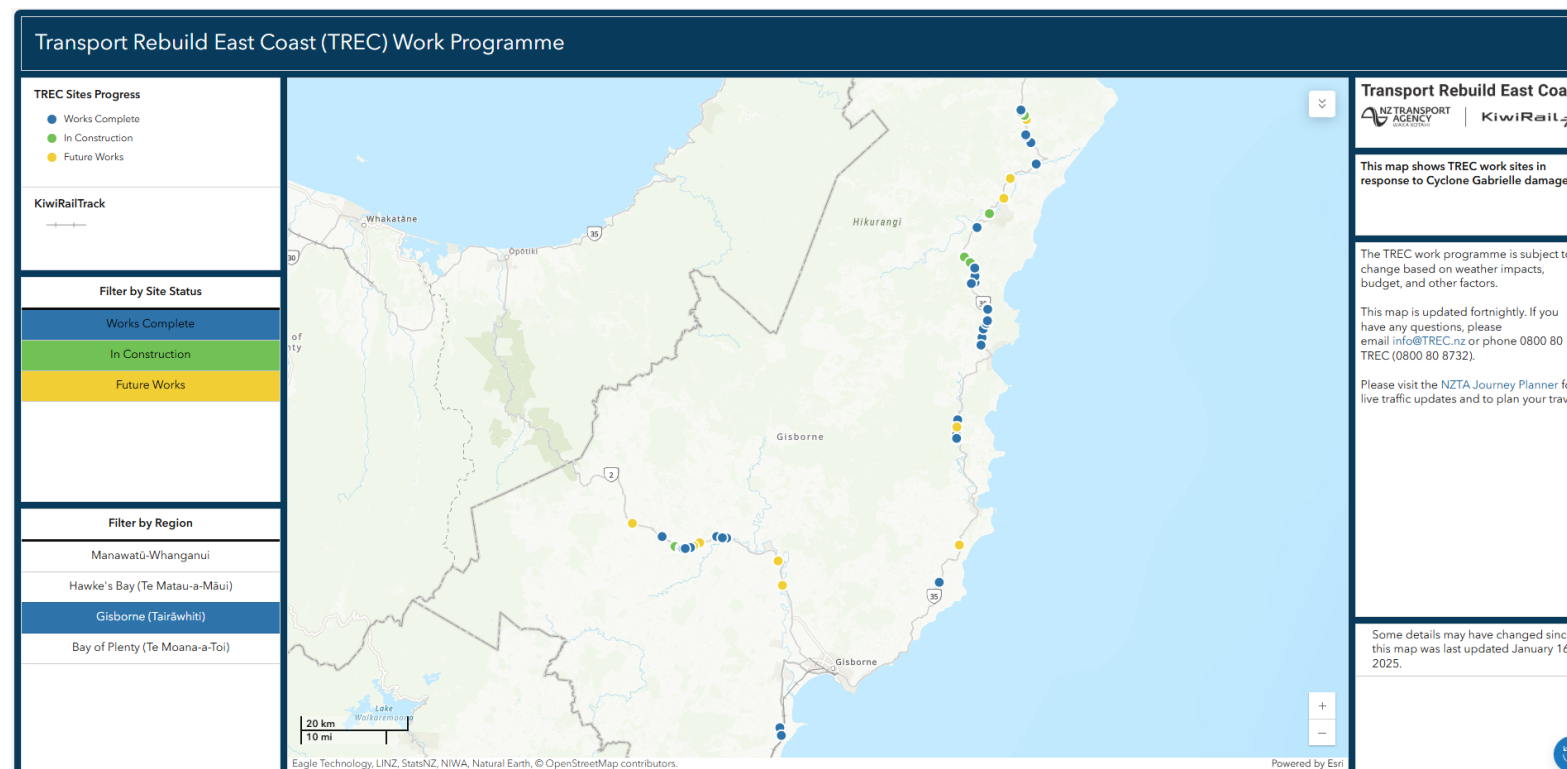 Transport Rebuild East Coast (TREC) Work Programme
TREC Sites Progress
Works Complete
In Construction
Future Works
KiwiRailTrack
Filter by Site Status
Works Complete
In Construction
Future Works
Filter by Region
Manawatū-Whanganui
Hawke's Bay (Te Matau-a-Māui)
Gisborne (Tairāwhiti)
Bay of Plenty (Te Moana-a-Toi)
Whakatāne
Ōpōtiki
35
30
Hikurangi
of
nty
Gisborne
2
35
Gisborne
Lake
Waikaremoana
20 km
10 mi
+
−
Eagle Technology, LINZ, StatsNZ, NIWA, Natural Earth, © OpenStreetMap contributors.
Powered by Esri
Transport Rebuild East Coa
NZ TRANSPORT
AGENCY
WAKA KOTAHI
KiwiRail
This map shows TREC work sites in
response to Cyclone Gabrielle damage
The TREC work programme is subject to
change based on weather impacts,
budget, and other factors.
This map is updated fortnightly. If you
have any questions, please
email info@TREC.nz or phone 0800 80
TREC (0800 80 8732).
Please visit the NZTA Journey Planner fo
live traffic updates and to plan your trav
Some details may have changed sinc
this map was last updated January 16
2025.